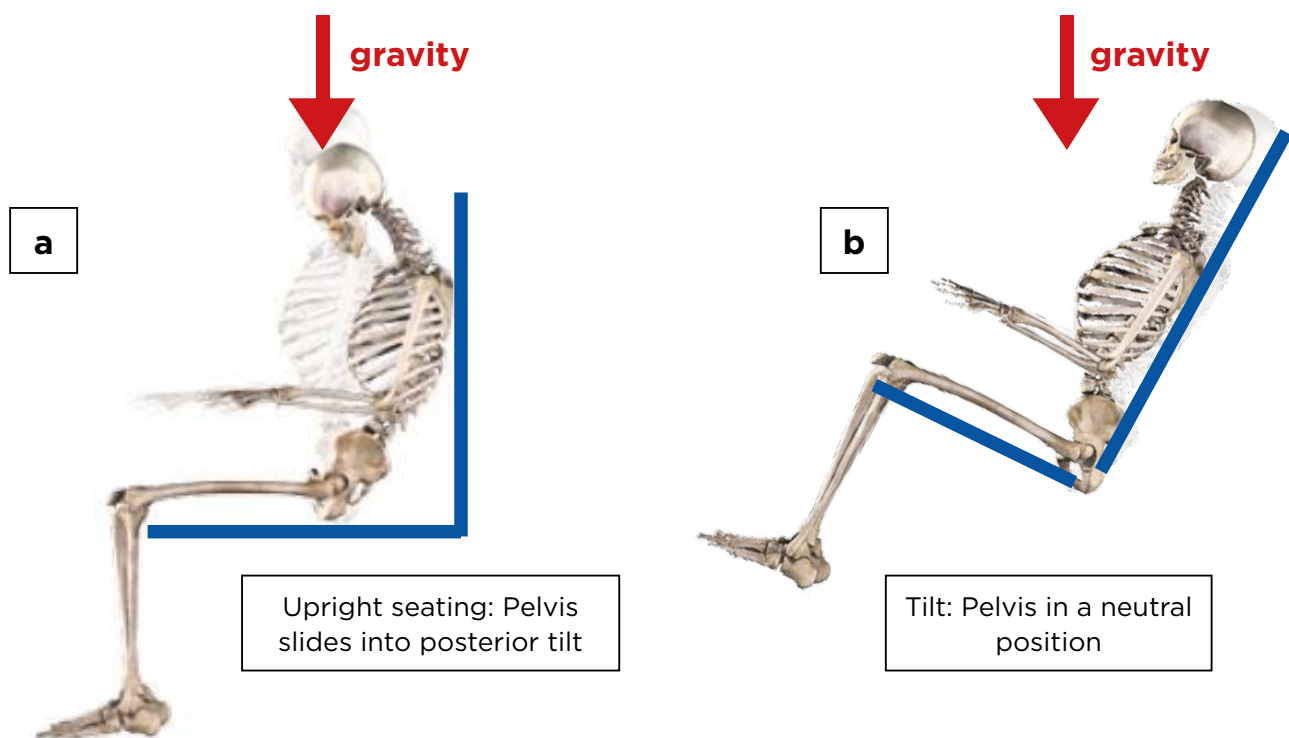 gravity
gravity
a
b
Upright seating: Pelvis
slides into posterior tilt
Tilt: Pelvis in a neutral
position